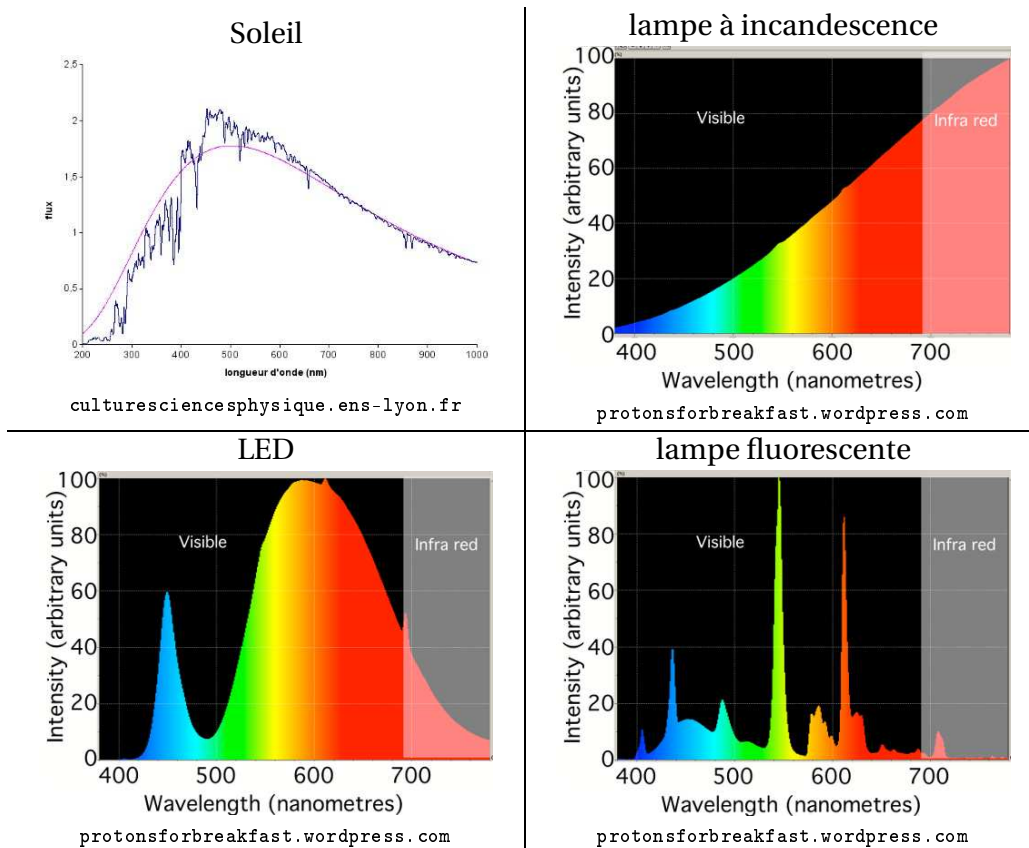 Soleil
2,5
2
1,5
1
0,5
0
flux
200 300 400 500 600 700 800 900 1000
longueur d'onde (nm)
culturesciencesphysique.ens-lyon.fr
lampe à incandescence
100
80
60
40
20
0
Intensity (arbitrary units)
Visible
Infra red
400 500 600 700
Wavelength (nanometres)
protonsforbreakfast.wordpress.com
LED
100
80
60
40
20
0
Intensity (arbitrary units)
Visible
Infra red
400 500 600 700
Wavelength (nanometres)
protonsforbreakfast.wordpress.com
lampe fluorescente
100
80
60
40
20
0
Intensity (arbitrary units)
Visible
Infra red
400 500 600 700
Wavelength (nanometres)
protonsforbreakfast.wordpress.com